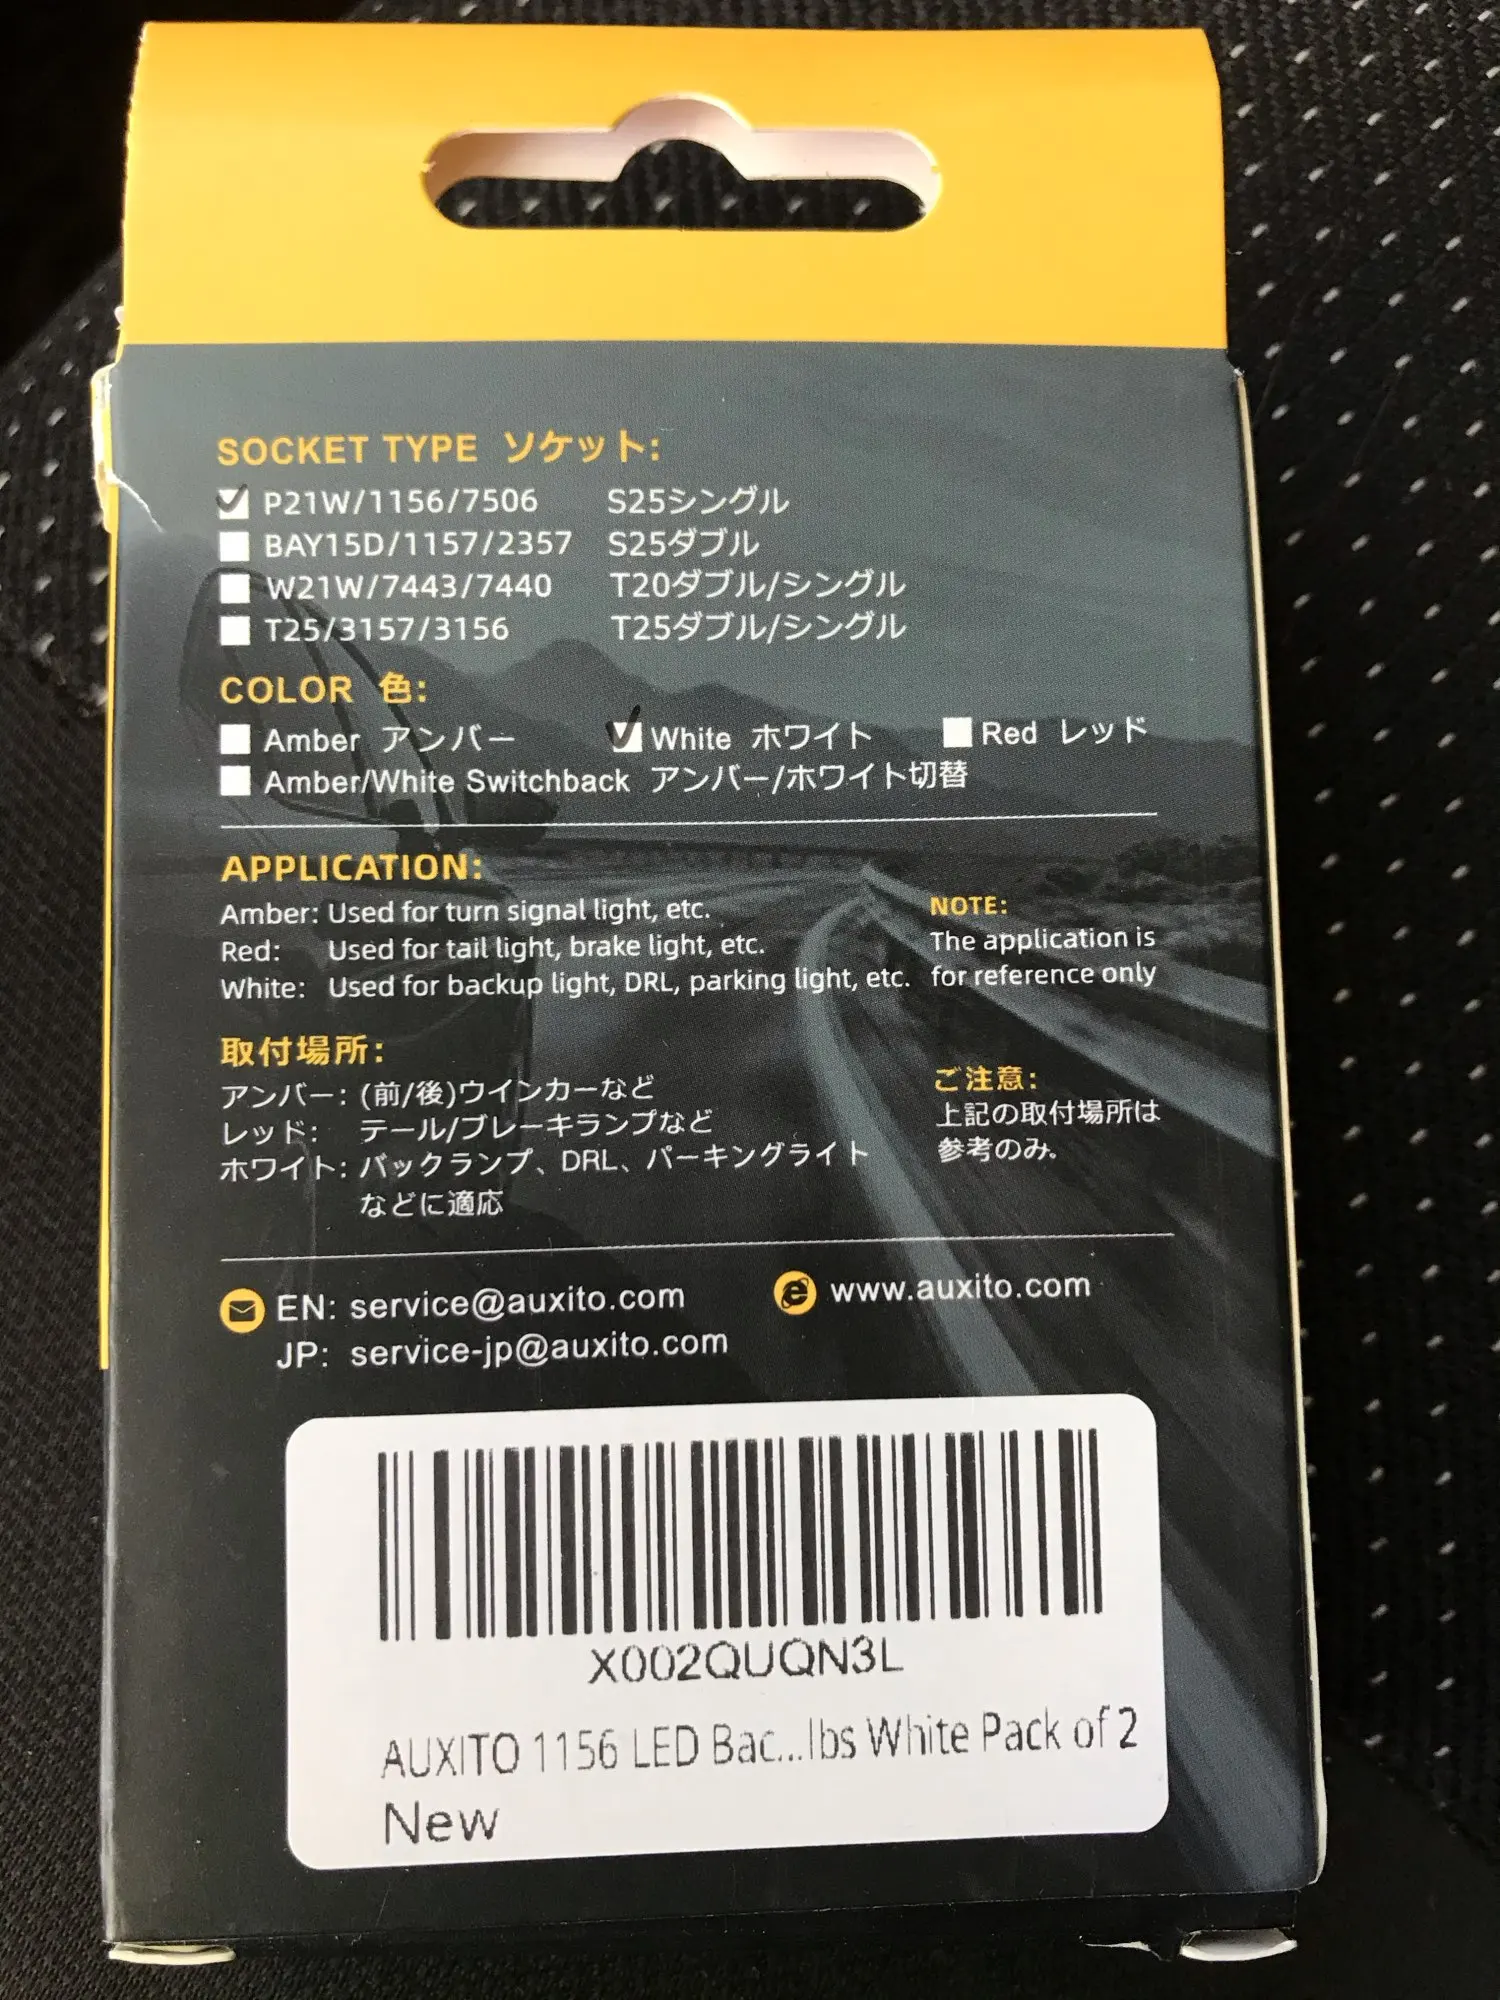 SOCKET TYPE ソケット:
P21W/1156/7506 S25シングル
BAY15D/1157/2357 S25ダブル
W21W/7443/7440 T20ダブル/シングル
T25/3157/3156 T25ダブル/シングル
COLOR 色:
Amber アンバー White ホワイト Red レッド
Amber/White Switchback アンバー/ホワイト切替
APPLICATION:
Amber: Used for turn signal light, etc.
Red: Used for tail light, brake light, etc.
White: Used for backup light, DRL, parking light, etc.
NOTE:
The application is
for reference only
取付場所:
アンバー: (前/後)ウインカーなど
レッド: テール/ブレーキランプなど
ホワイト: バックランプ、DRL、パーキングライト
などに適応
ご注意:
上記の取付場所は
参考のみ。
EN: service@auxito.com
JP: service-jp@auxito.com
www.auxito.com
X002QUQN3L
AUXITO 1156 LED Bac...lbs White Pack of 2
New